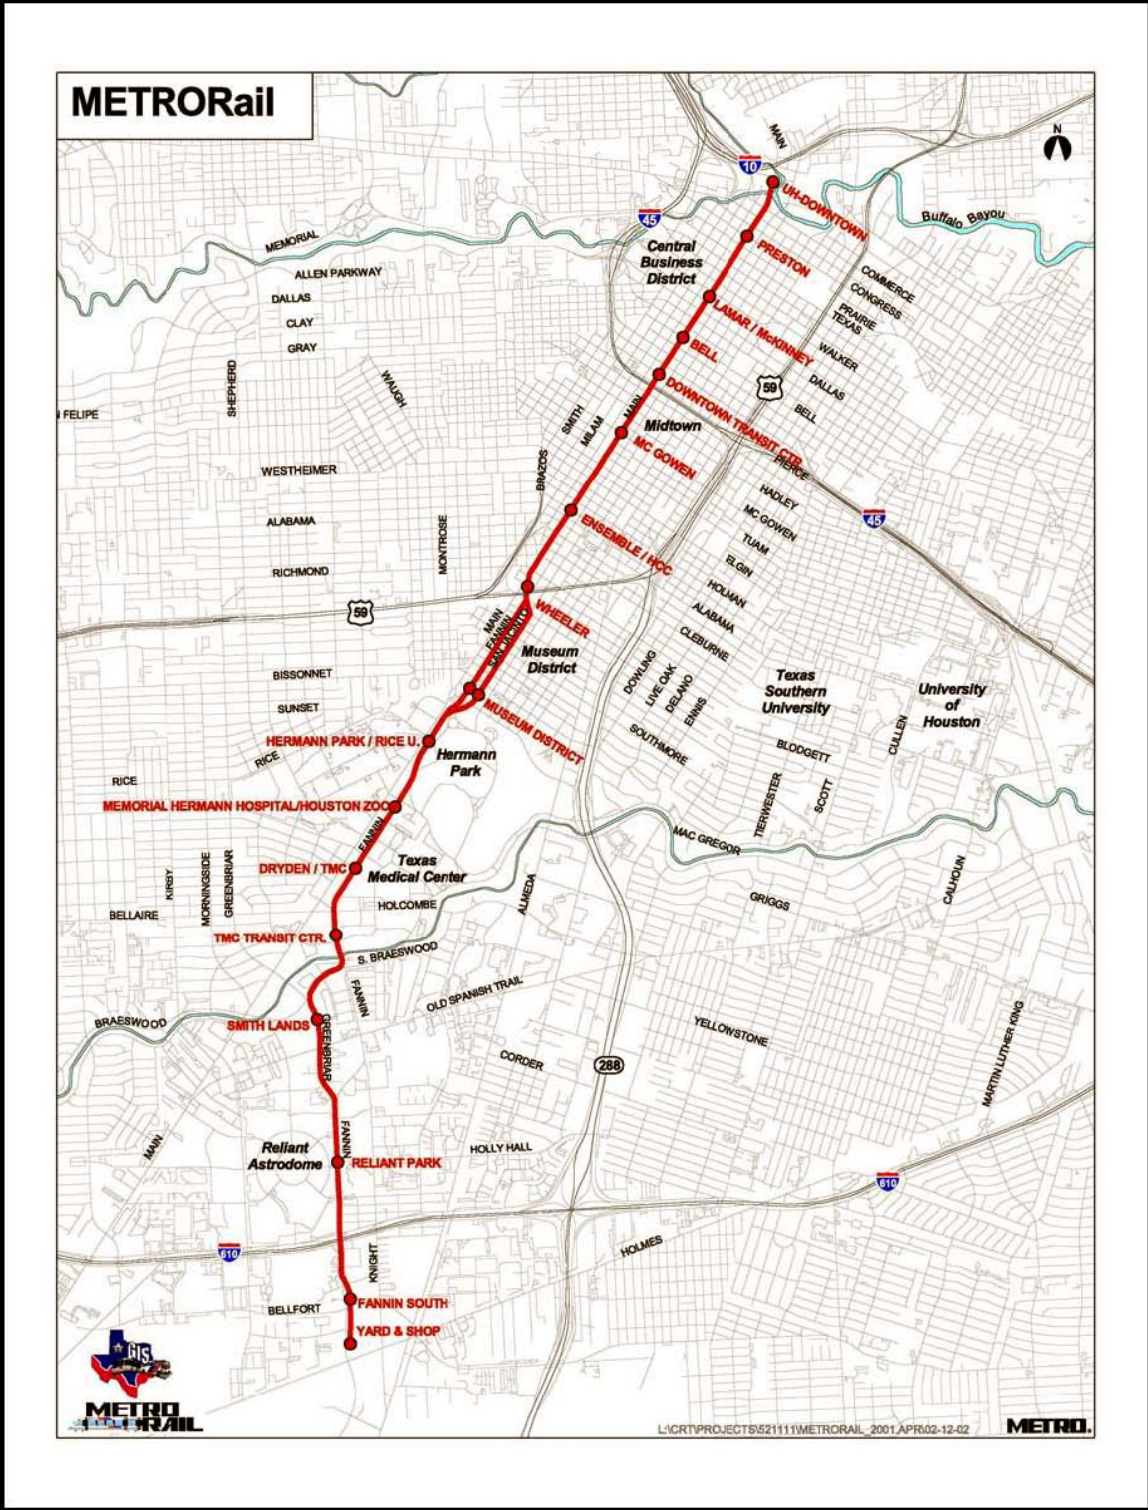 METRORail
N
MAIN
10
UH-DOWNTOWN
45
Buffalo Bayou
MEMORIAL
Central
Business
District
PRESTON
ALLEN PARKWAY
COMMERCE
CONGRESS
PRAIRIE
TEXAS
DALLAS
LAMAR / McKINNEY
CLAY
GRAY
BELL
WALKER
SHEPHERD
WAUGH
59
DALLAS
DOWNTOWN TRANSIT CTR.
N FELIPE
SMITH
MILAM
MAIN
BELL
Midtown
MC GOWEN
PIERCE
WESTHEIMER
BRAZOS
HADLEY
ALABAMA
MC GOWEN
45
MONTROSE
ENSEMBLE / HCC
TUAM
ELGIN
RICHMOND
HOLMAN
59
WHEELER
ALABAMA
MAIN
FANNIN
SAN JACINTO
CLEBURNE
Museum
District
BISSONNET
DOWLING
LIVE OAK
DELANO
ENNIS
Texas
Southern
University
University
of
Houston
SUNSET
MUSEUM DISTRICT
HERMANN PARK / RICE U.
SOUTHMORE
CULLEN
RICE
Hermann
Park
BLODGETT
RICE
MEMORIAL HERMANN HOSPITAL/HOUSTON ZOO
TIERWESTER
SCOTT
FANNIN
MAC GREGOR
DRYDEN / TMC
Texas
Medical Center
KIRBY
MORNINGSIDE
GREENBRIAR
ALMEDA
CALHOUN
HOLCOMBE
GRIGGS
BELLAIRE
TMC TRANSIT CTR.
S. BRAESWOOD
FANNIN
OLD SPANISH TRAIL
BRAESWOOD
SMITH LANDS
GREENBRIAR
YELLOWSTONE
MARTIN LUTHER KING
CORDER
288
MAIN
FANNIN
HOLLY HALL
Reliant
Astrodome
RELIANT PARK
610
610
HOLMES
KNIGHT
BELLFORT
FANNIN SOUTH
YARD & SHOP
GIS
METRO
RAIL
L:\CRT\PROJECTS\521111\METRORAIL_2001.APR\02-12-02
METRO.